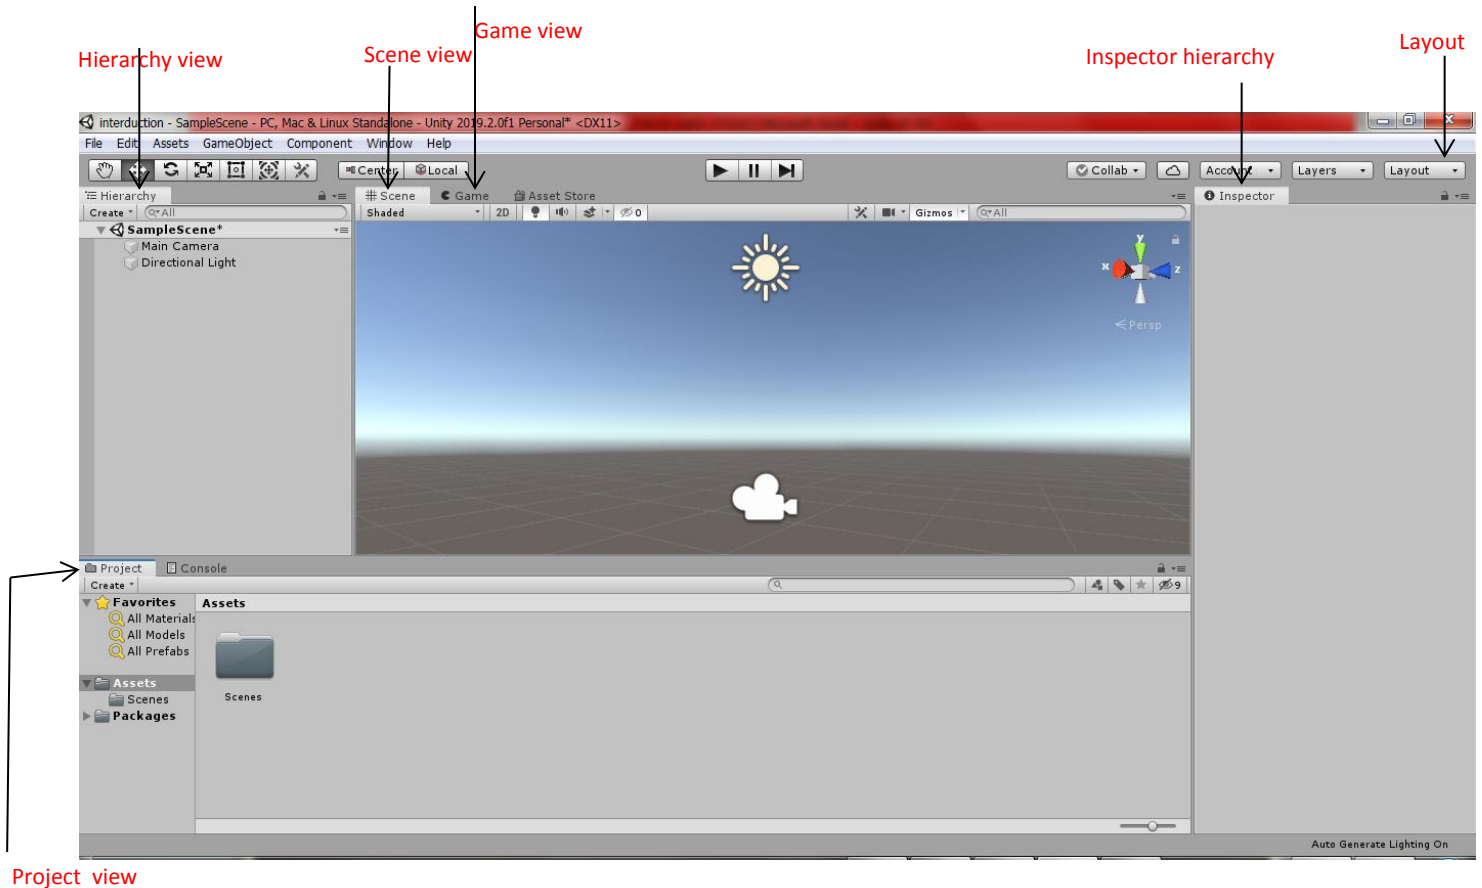 Game view
Hierarchy view
Scene view
Inspector hierarchy
Layout
interduction - SampleScene - PC, Mac & Linux Standalone - Unity 2019.2.0f1 Personal* <DX11>
File Edit Assets GameObject Component Window Help
Center Local Collab Account Layers Layout
Hierarchy Scene Game Asset Store Inspector
Create All Shaded 2D 0 Gizmos All
SampleScene*
Main Camera
Directional Light
y
x z
Persp
Project Console
Create 9
Favorites Assets
All Materials
All Models
All Prefabs
Assets
Scenes Scenes
Packages
Auto Generate Lighting On
Project view